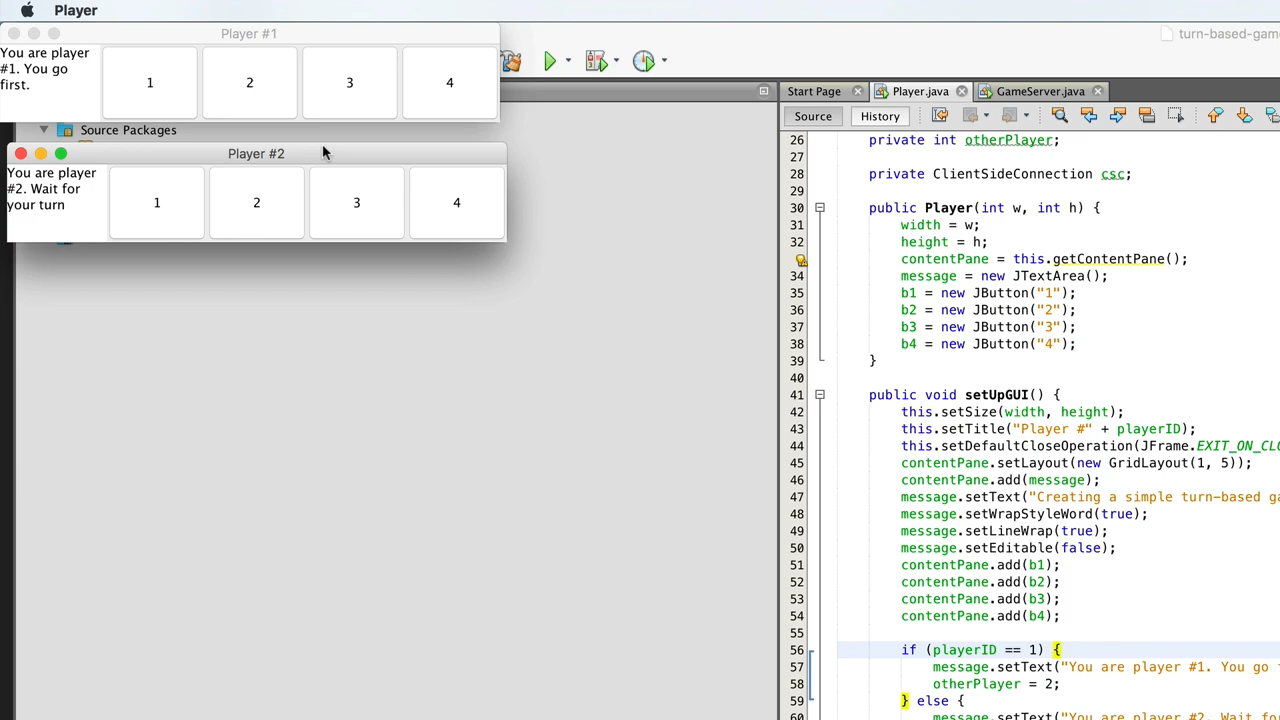 Player
Player #1
turn-based-gam
You are player
#1. You go
first.
1
2
3
4
Start Page
Player.java
GameServer.java
Source
History
Source Packages
Player #2
You are player
#2. Wait for
your turn
1
2
3
4
26 private int otherPlayer;
27
28 private ClientSideConnection csc;
29
30 public Player(int w, int h) {
31 width = w;
32 height = h;
contentPane = this.getContentPane();
34 message = new JTextArea();
35 b1 = new JButton("1");
36 b2 = new JButton("2");
37 b3 = new JButton("3");
38 b4 = new JButton("4");
39 }
40
41 public void setUpGUI() {
42 this.setSize(width, height);
43 this.setTitle("Player #" + playerID);
44 this.setDefaultCloseOperation(JFrame.EXIT_ON_CLO
45 contentPane.setLayout(new GridLayout(1, 5));
46 contentPane.add(message);
47 message.setText("Creating a simple turn-based ga
48 message.setWrapStyleWord(true);
49 message.setLineWrap(true);
50 message.setEditable(false);
51 contentPane.add(b1);
52 contentPane.add(b2);
53 contentPane.add(b3);
54 contentPane.add(b4);
55
56 if (playerID == 1) {
57 message.setText("You are player #1. You go
58 otherPlayer = 2;
59 } else {
60 message.setText("You are player #2. Wait for